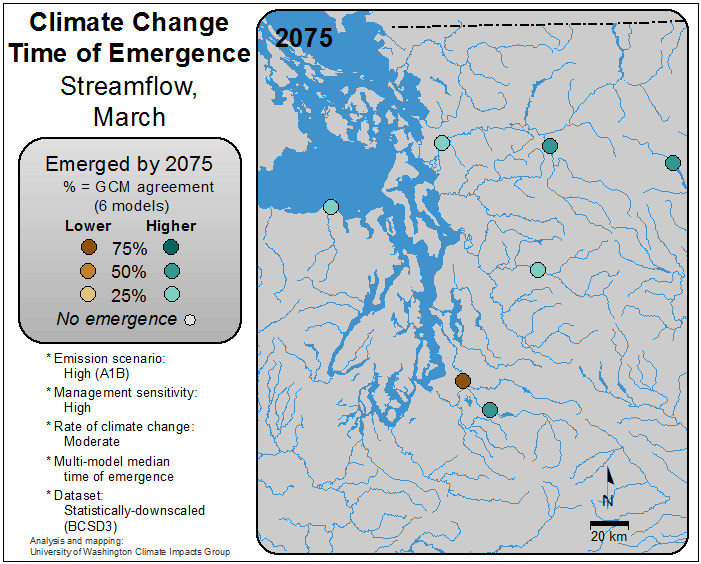 Climate Change
Time of Emergence
Streamflow,
March
Emerged by 2075
% = GCM agreement
(6 models)
Lower Higher
75%
50%
25%
No emergence
* Emission scenario:
High (A1B)
* Management sensitivity:
High
* Rate of climate change:
Moderate
* Multi-model median
time of emergence
* Dataset:
Statistically-downscaled
(BCSD3)
Analysis and mapping:
University of Washington Climate Impacts Group
2075
N
20 km